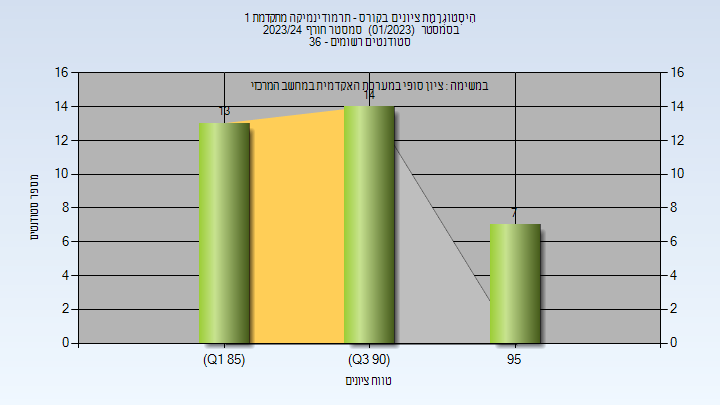 היסטוגרמת ציונים בקורס - תרמודינמיקה מתקדמת 1
בסמסטר (01/2023) סמסטר חורף 2023/24
סטודנטים רשומים - 36
במשימה : ציון סופי במערכת האקדמית במחשב המרכזי
16
14
12
10
8
6
4
2
0
16
14
12
10
8
6
4
2
0
13
14
7
מספר סטודנטים
(Q1 85)
(Q3 90)
95
טווח ציונים